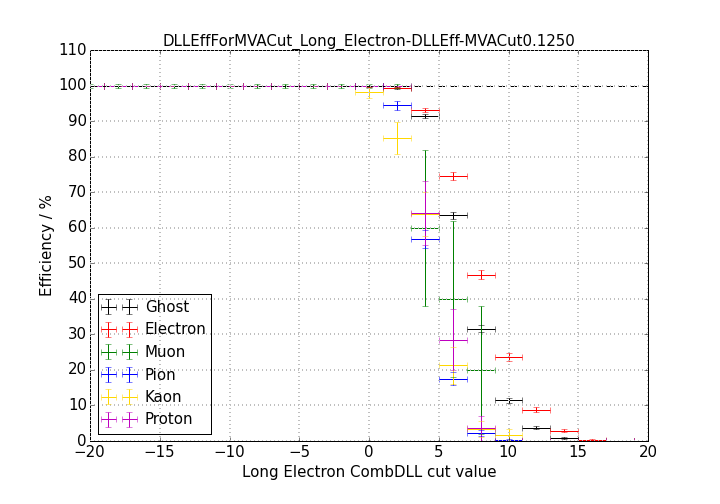 DLLEffForMVACut_Long_Electron-DLLEff-MVACut0.1250
110
100
90
80
70
60
50
40
30
20
10
0
Efficiency / %
Ghost
Electron
Muon
Pion
Kaon
Proton
−20 −15 −10 −5 0 5 10 15 20
Long Electron CombDLL cut value